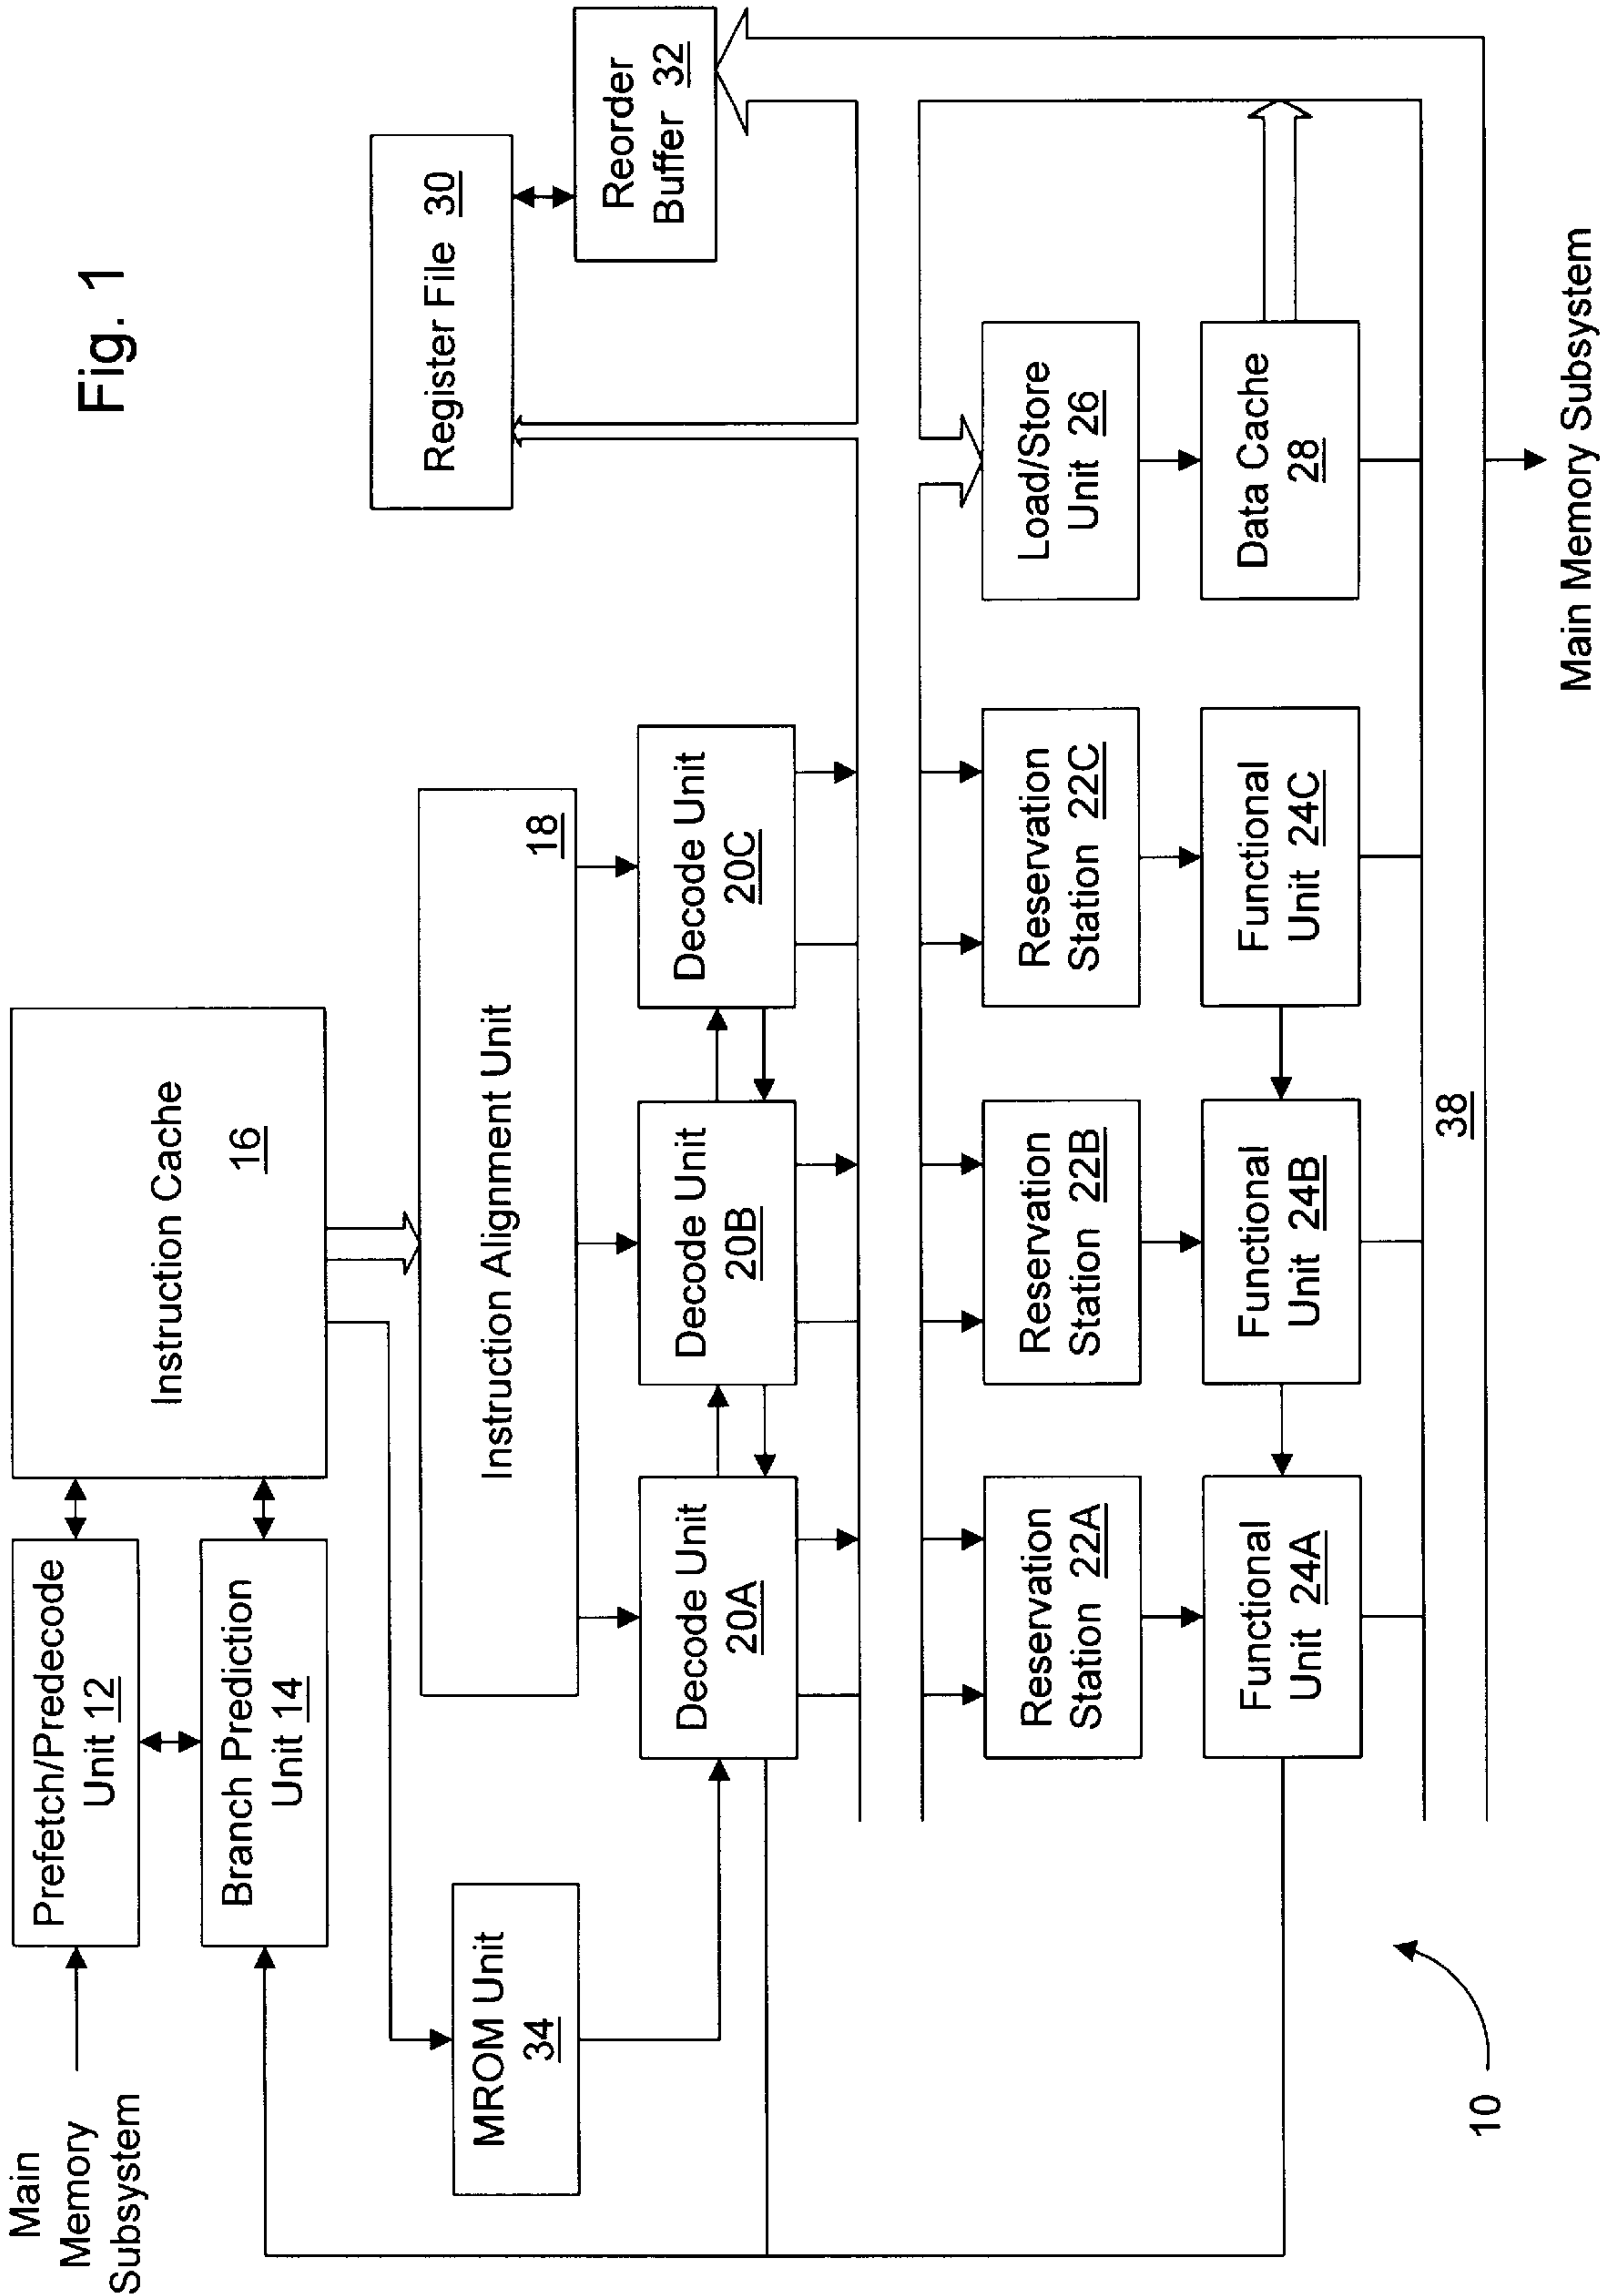 Fig. 1
Main
Memory
Subsystem
Prefetch/Predecode
Unit 12
Branch Prediction
Unit 14
Instruction Cache
16
Register File 30
Reorder
Buffer 32
MROM Unit
34
Instruction Alignment Unit
18
Decode Unit
20A
Decode Unit
20B
Decode Unit
20C
Reservation
Station 22A
Reservation
Station 22B
Reservation
Station 22C
Load/Store
Unit 26
Functional
Unit 24A
Functional
Unit 24B
Functional
Unit 24C
Data Cache
28
38
10
Main Memory Subsystem